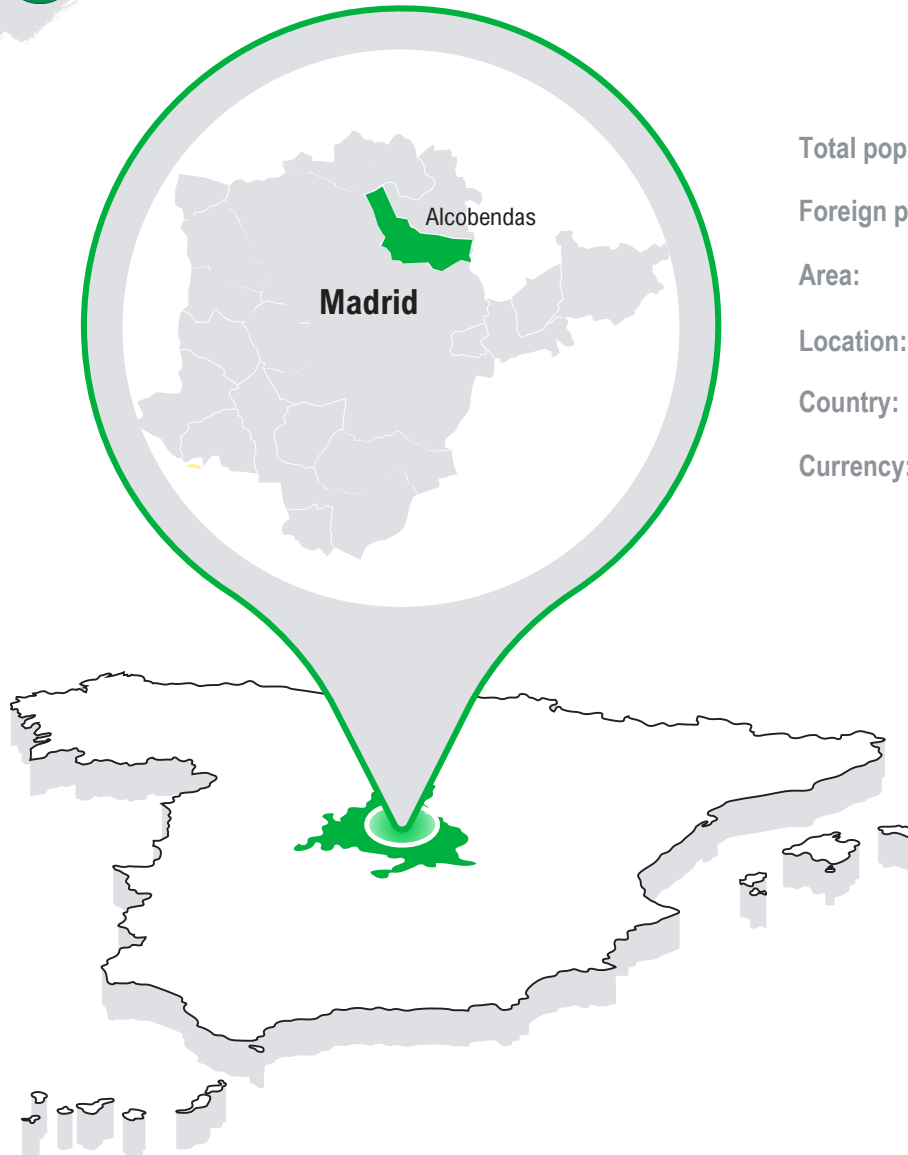 Alcobendas
Madrid
Total pop
Foreign p
Area:
Location:
Country:
Currency: